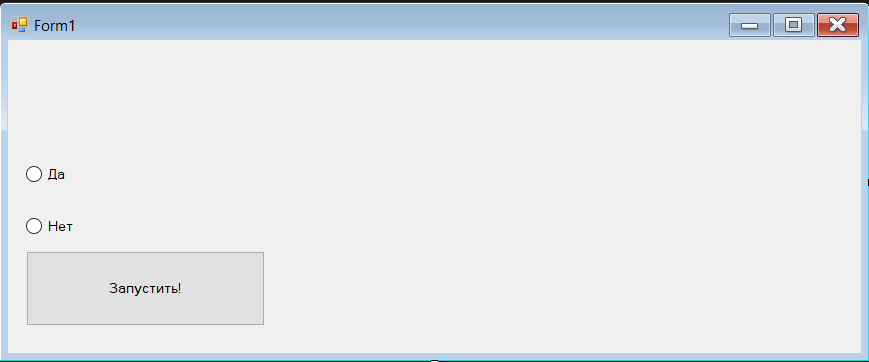 Form1
Да
Нет
Запустить!